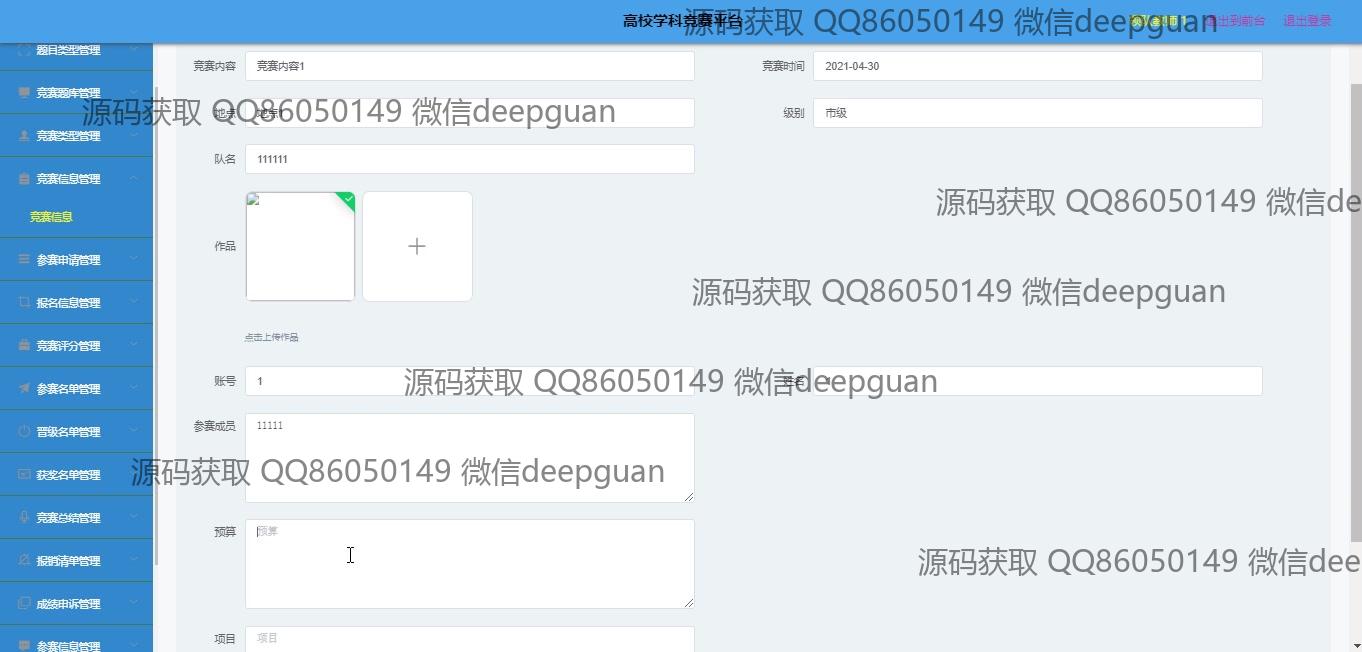 高校学科竞赛平台
源码获取 QQ86050149 微信deepguan
退出到前台
退出登录
题目类型管理
竞赛题库管理
竞赛类型管理
竞赛信息管理
竞赛信息
参赛申请管理
报名信息管理
竞赛评分管理
参赛名单管理
晋级名单管理
获奖名单管理
竞赛总结管理
报销清单管理
成绩申诉管理
参赛信息管理
竞赛内容 竞赛内容1
竞赛时间 2021-04-30
源码获取 QQ86050149 微信deepguan
地点
级别 市级
队名 111111
源码获取 QQ86050149 微信de
作品
源码获取 QQ86050149 微信deepguan
点击上传作品
账号 1
姓名
源码获取 QQ86050149 微信deepguan
参赛成员 11111
源码获取 QQ86050149 微信deepguan
预算 预算
源码获取 QQ86050149 微信dee
项目 项目